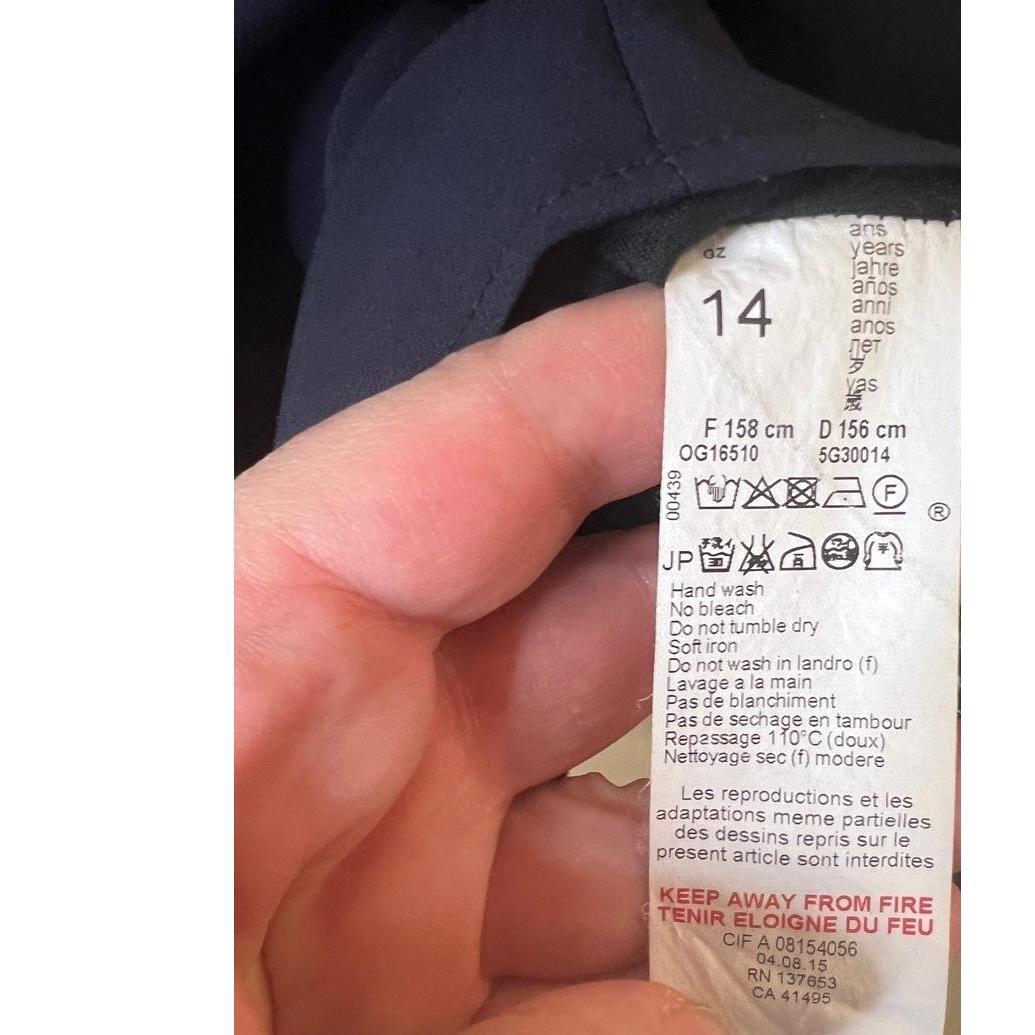 ans
GZ
years
jahre
años
14
anni
anos
лет
岁
yaş
歳
F 158 cm D 156 cm
OG16510 5G30014
00439
F
®
JP
Hand wash
No bleach
Do not tumble dry
Soft iron
Do not wash in landro (f)
Lavage a la main
Pas de blanchiment
Pas de sechage en tambour
Repassage 110°C (doux)
Nettoyage sec (f) modere
Les reproductions et les
adaptations meme partielles
des dessins repris sur le
present article sont interdites
KEEP AWAY FROM FIRE
TENIR ELOIGNE DU FEU
CIF A 08154056
04.08.15
RN 137653
CA 41495